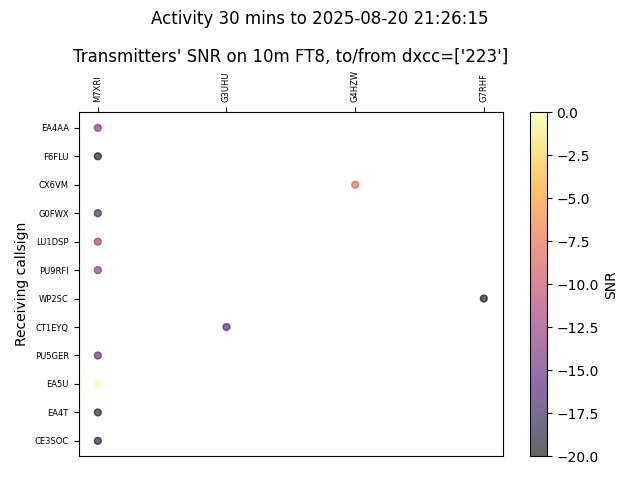 Activity 30 mins to 2025-08-20 21:26:15
Transmitters' SNR on 10m FT8, to/from dxcc=['223']
M7XRI
G3UHU
G4HZW
G7RHF
Receiving callsign
EA4AA
F6FLU
CX6VM
G0FWX
LU1DSP
PU9RFI
WP2SC
CT1EYQ
PU5GER
EA5U
EA4T
CE3SOC
0.0
−2.5
−5.0
−7.5
−10.0
−12.5
−15.0
−17.5
−20.0
SNR